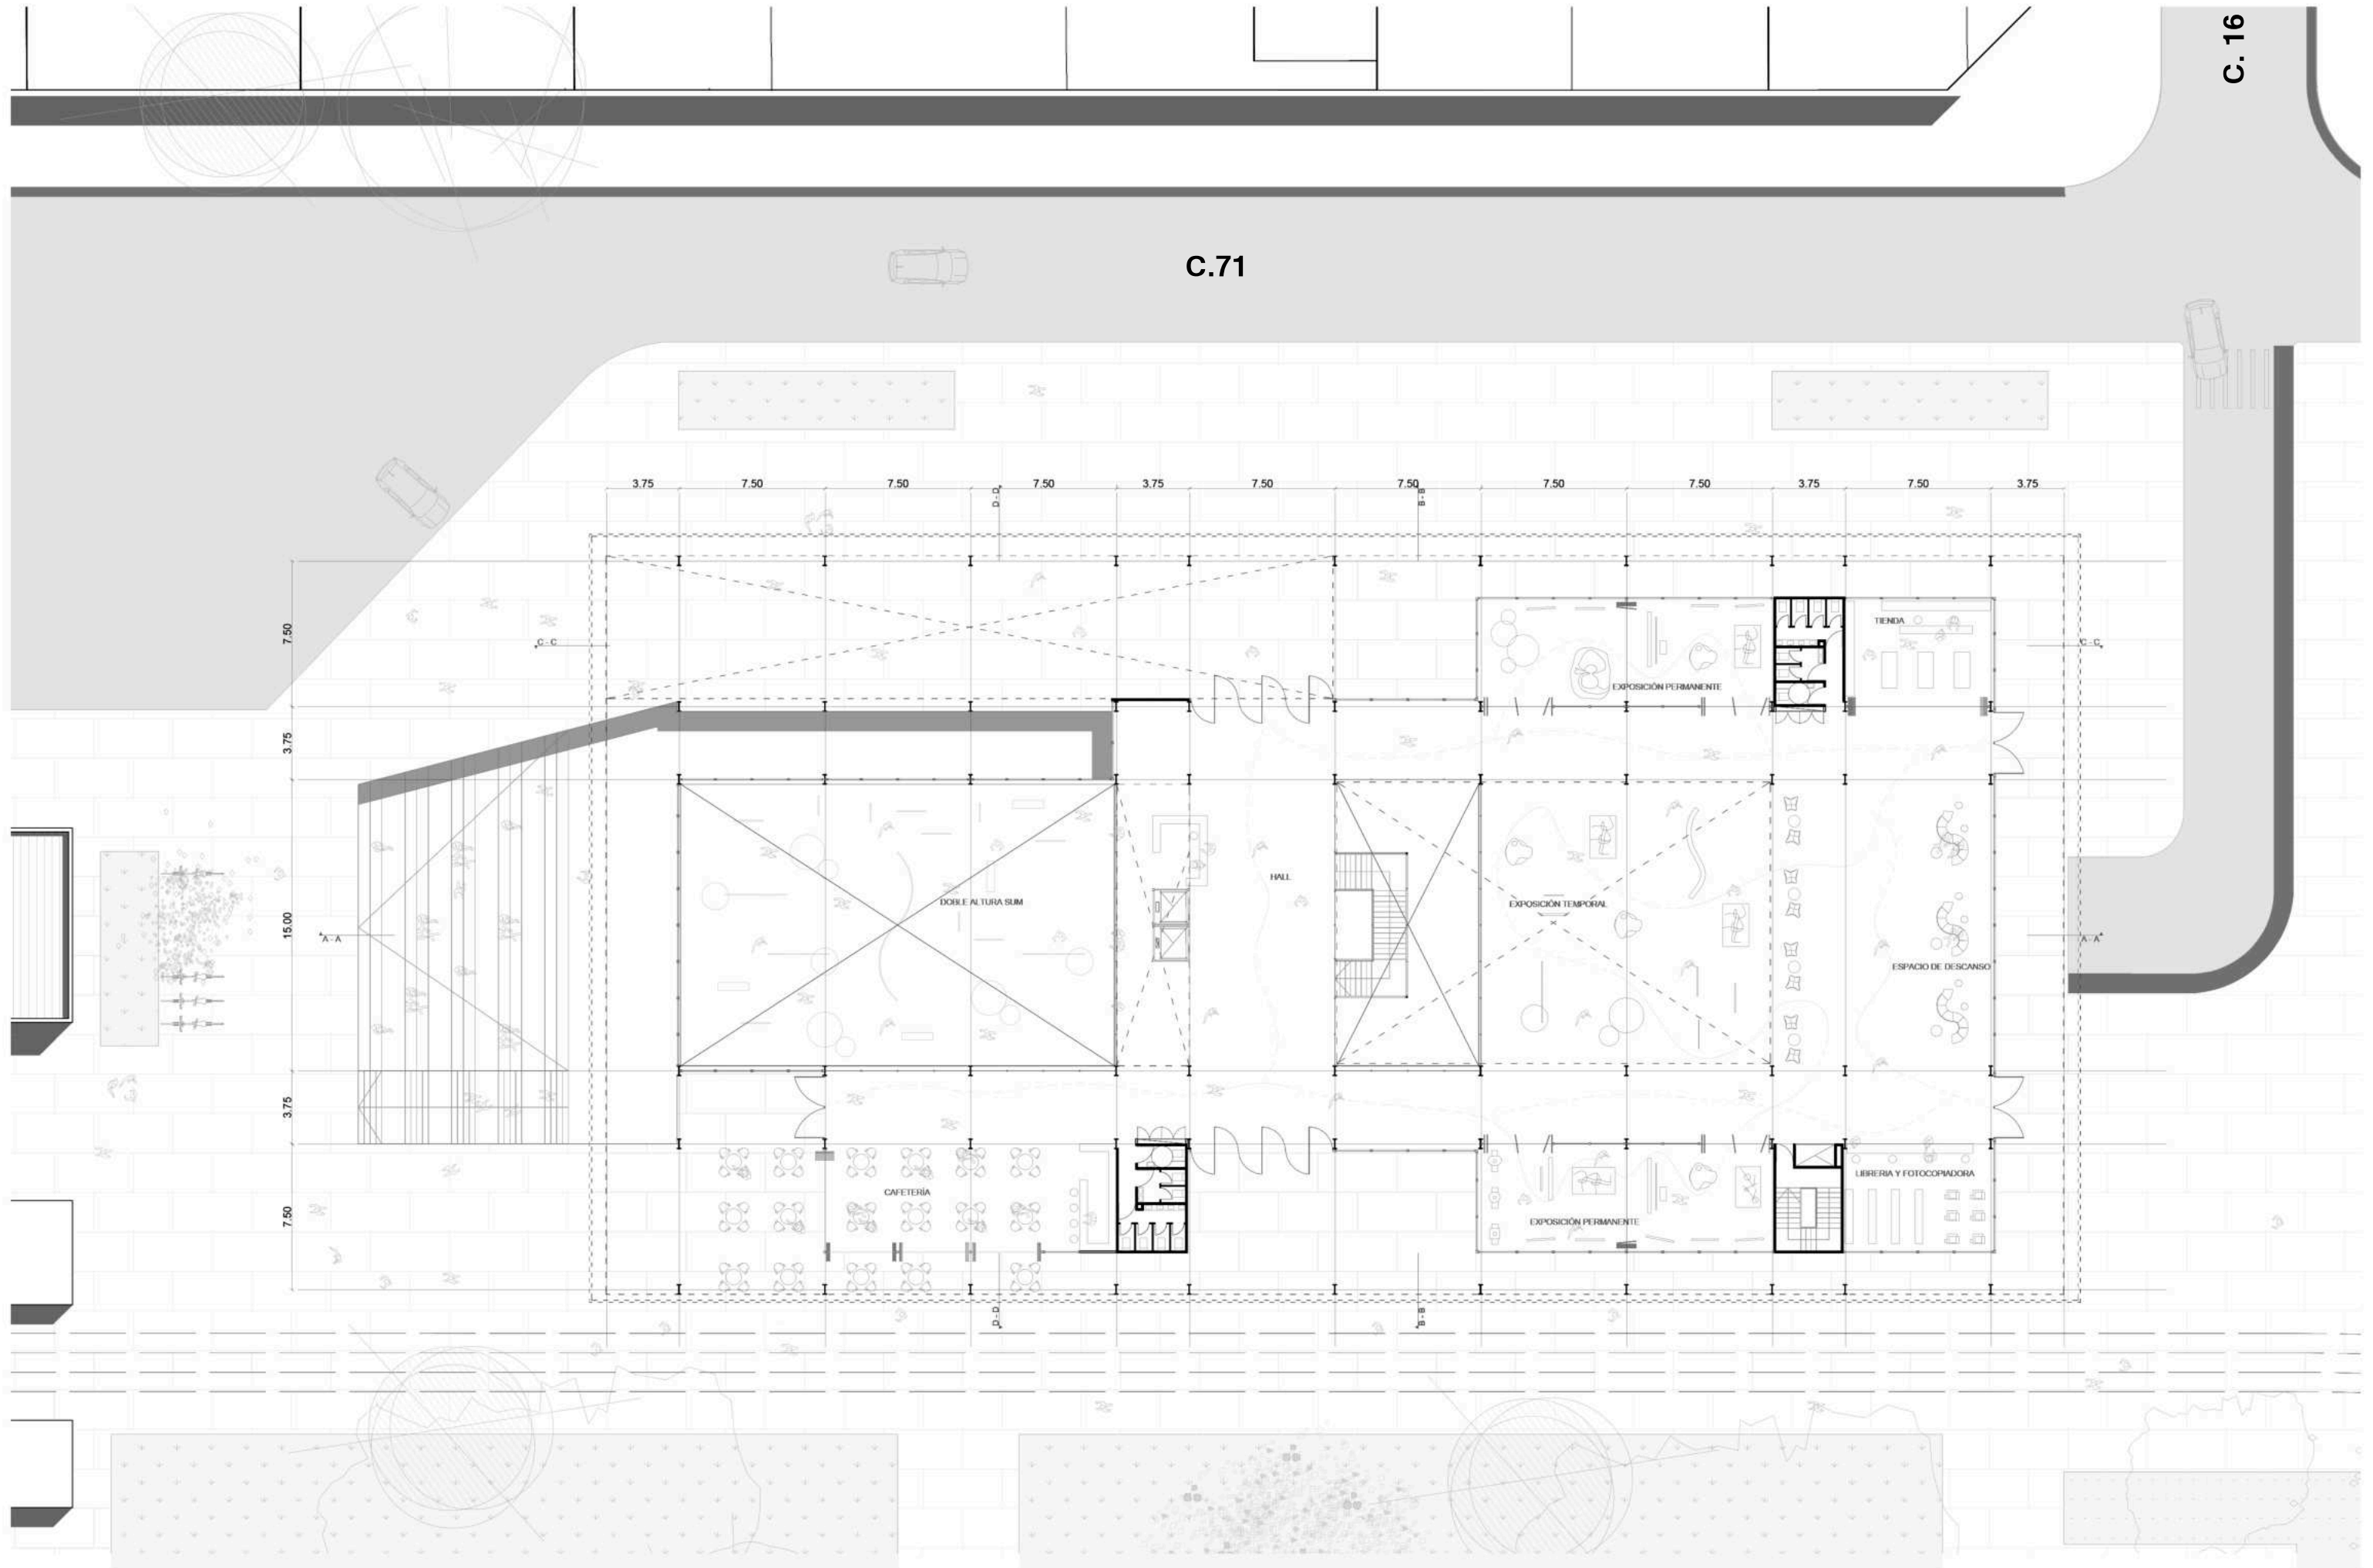 C. 16
C.71
3.75
7.50
7.50
7.50
3.75
7.50
7.50
7.50
7.50
3.75
7.50
3.75
D - D
B - B
7.50
C - C
C - C
TIENDA
EXPOSICIÓN PERMANENTE
3.75
HALL
DOBLE ALTURA SUM
EXPOSICIÓN TEMPORAL
15.00
A - A
A - A
ESPACIO DE DESCANSO
3.75
LIBRERIA Y FOTOCOPIADORA
CAFETERÍA
7.50
EXPOSICIÓN PERMANENTE
D - D
B - B